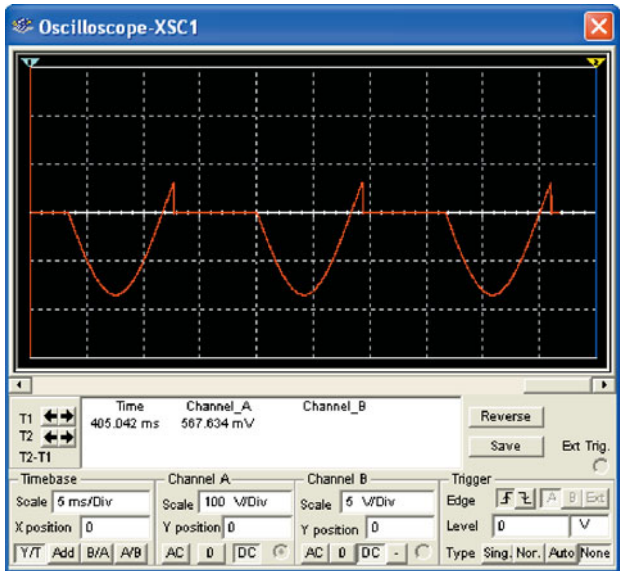 Oscilloscope-XSC1
1 2
Time Channel_A Channel_B
T1 405.042 ms 567.634 mV
T2
T2-T1
Reverse
Save Ext Trig.
Timebase Channel A Channel B Trigger
Scale 5 ms/Div Scale 100 V/Div Scale 5 V/Div Edge A B Ext
X position 0 Y position 0 Y position 0 Level 0 V
Y/T Add B/A A/B AC 0 DC AC 0 DC - Type Sing. Nor. Auto None